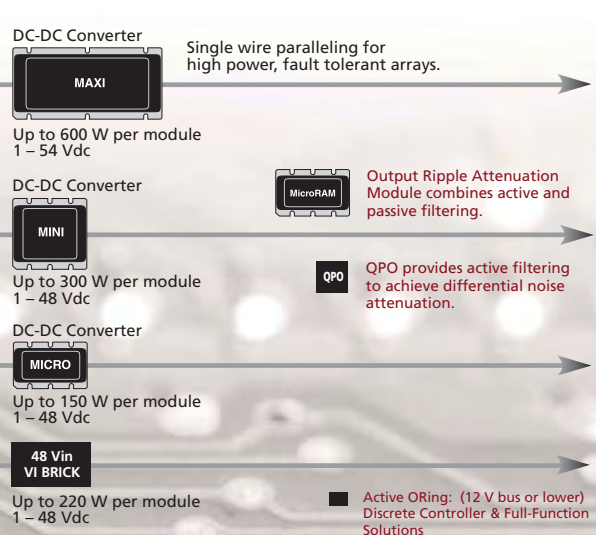 DC-DC Converter
Single wire paralleling for
high power, fault tolerant arrays.
MAXI
Up to 600 W per module
1 – 54 Vdc
DC-DC Converter
MicroRAM
Output Ripple Attenuation
Module combines active and
passive filtering.
MINI
Up to 300 W per module
1 – 48 Vdc
QPO
QPO provides active filtering
to achieve differential noise
attenuation.
DC-DC Converter
MICRO
Up to 150 W per module
1 – 48 Vdc
48 Vin
VI BRICK
Up to 220 W per module
1 – 48 Vdc
Active ORing: (12 V bus or lower)
Discrete Controller & Full-Function
Solutions